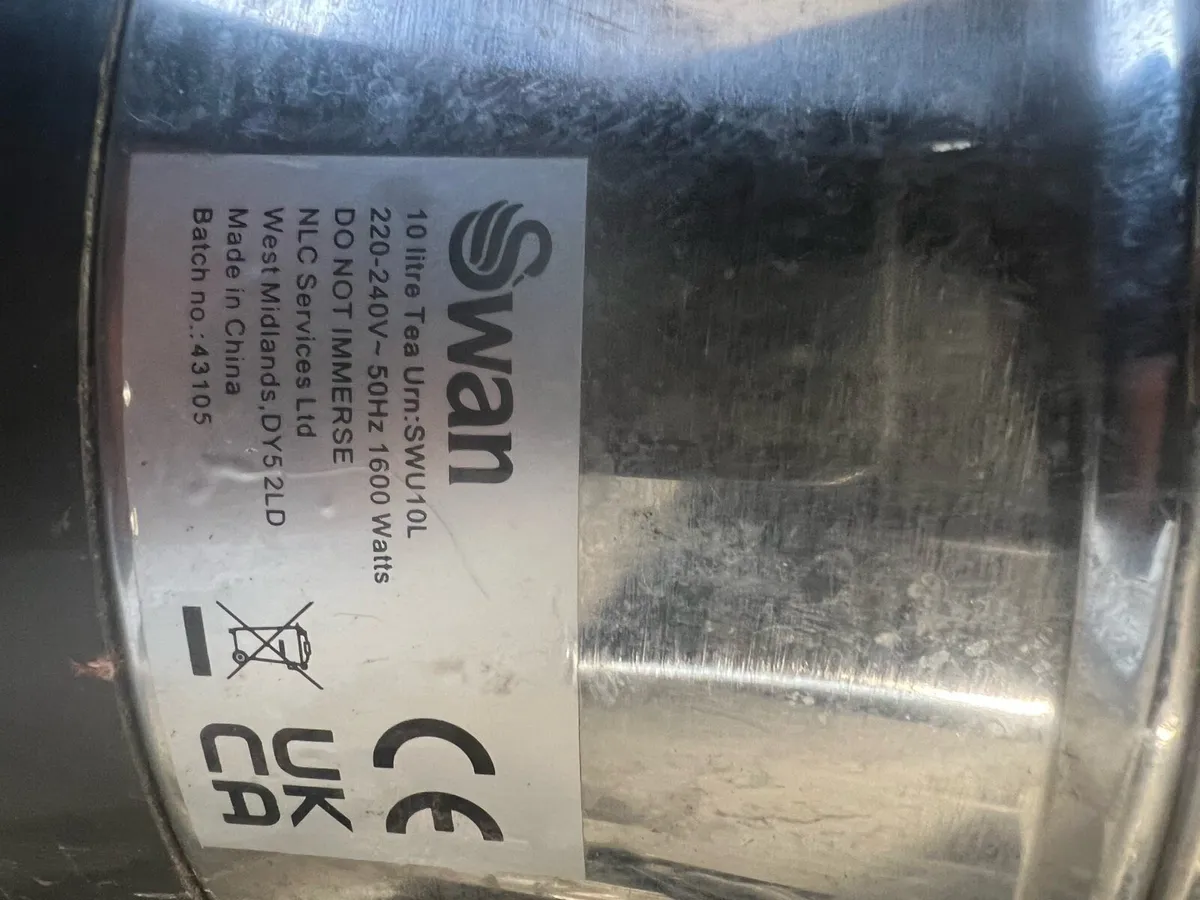 Swan
10 litre Tea Urn:SWU10L
220-240V~ 50Hz 1600 Watts
DO NOT IMMERSE
NLC Services Ltd
West Midlands,DY5 2LD
Made in China
Batch no.: 43105
CE
UK
CA